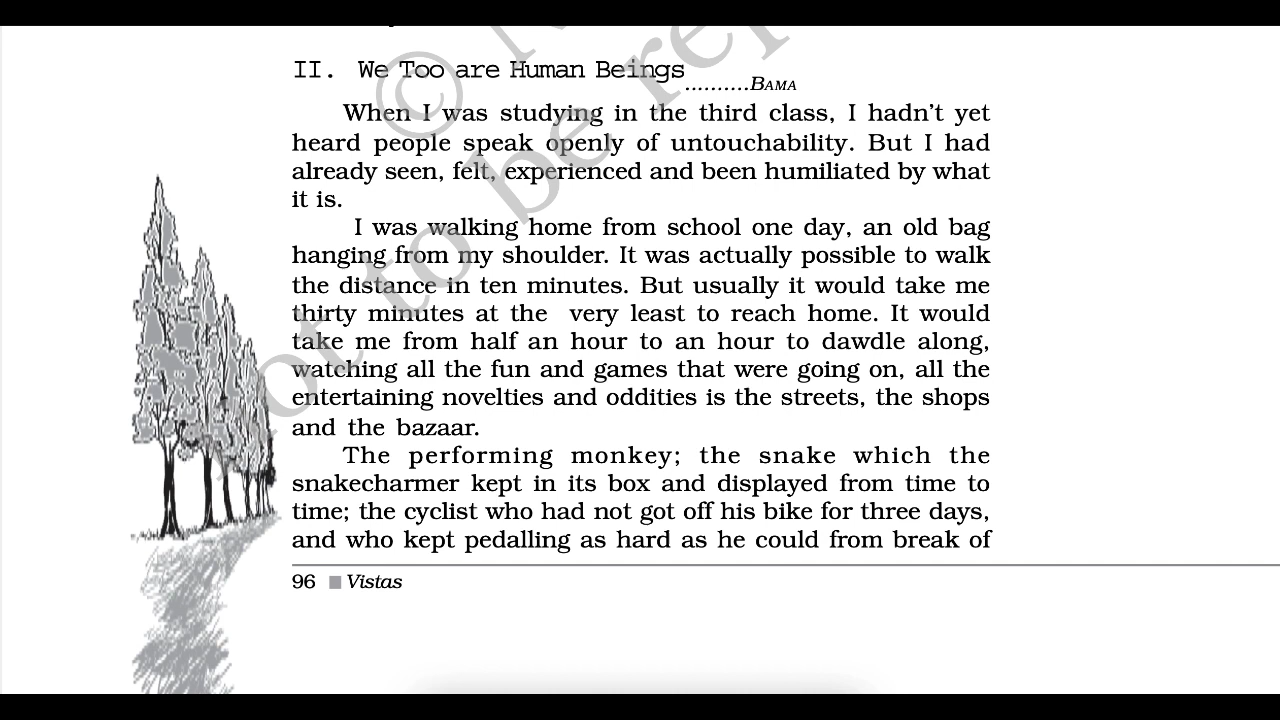 II. We Too are Human Beings
..........BAMA
When I was studying in the third class, I hadn't yet
heard people speak openly of untouchability. But I had
already seen, felt, experienced and been humiliated by what
it is.
I was walking home from school one day, an old bag
hanging from my shoulder. It was actually possible to walk
the distance in ten minutes. But usually it would take me
thirty minutes at the very least to reach home. It would
take me from half an hour to an hour to dawdle along,
watching all the fun and games that were going on, all the
entertaining novelties and oddities is the streets, the shops
and the bazaar.
The performing monkey; the snake which the
snakecharmer kept in its box and displayed from time to
time; the cyclist who had not got off his bike for three days,
and who kept pedalling as hard as he could from break of
96 Vistas
© N
not to be rep